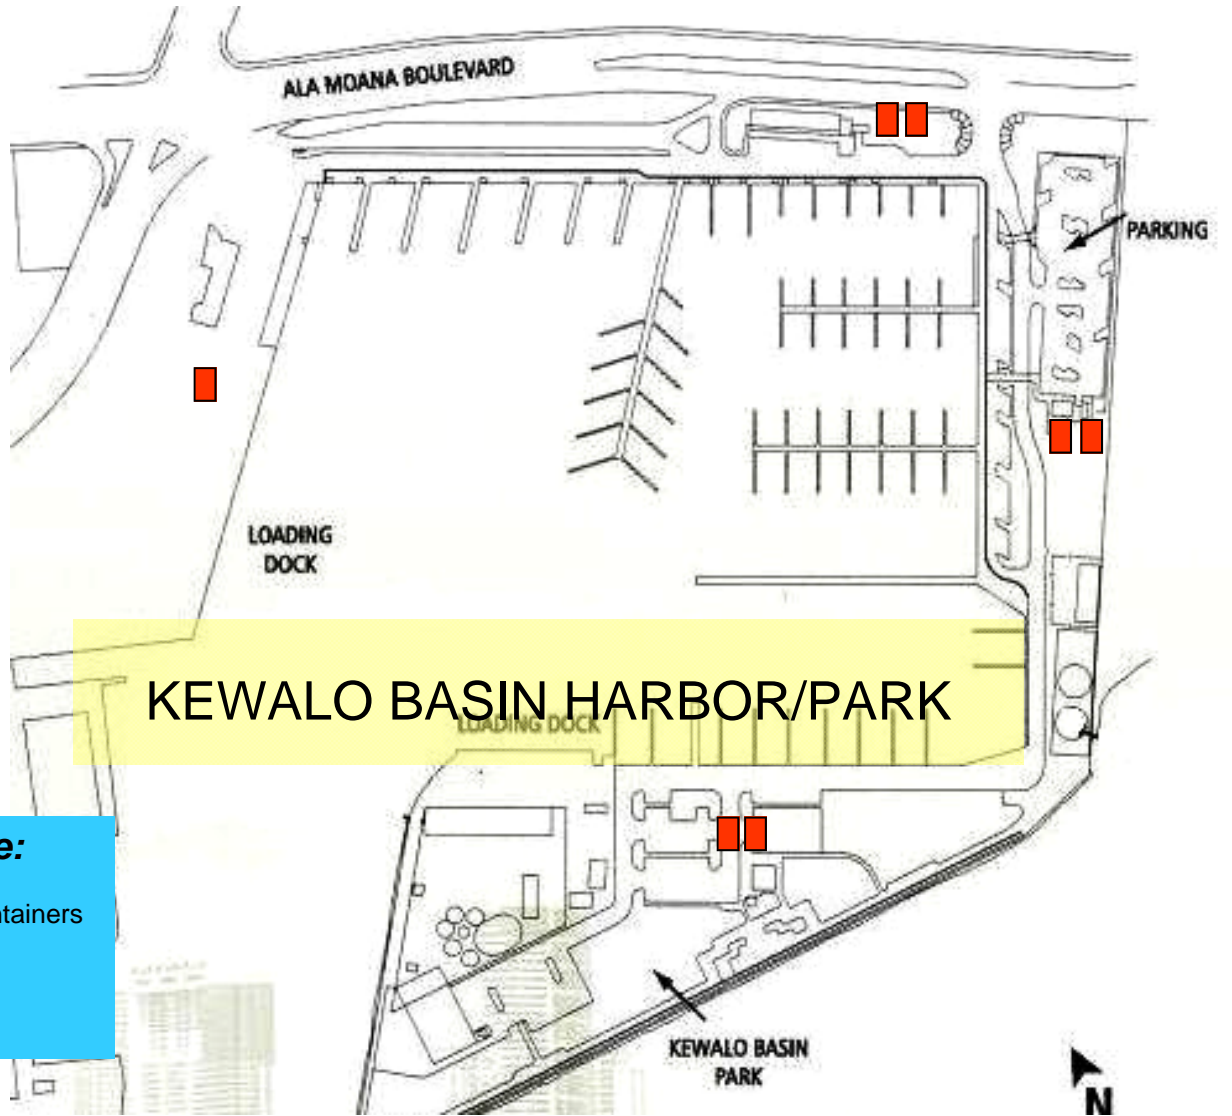 ALA MOANA BOULEVARD
PARKING
LOADING
DOCK
KEWALO BASIN HARBOR/PARK
LOADING DOCK
e:
tainers
KEWALO BASIN
PARK
N